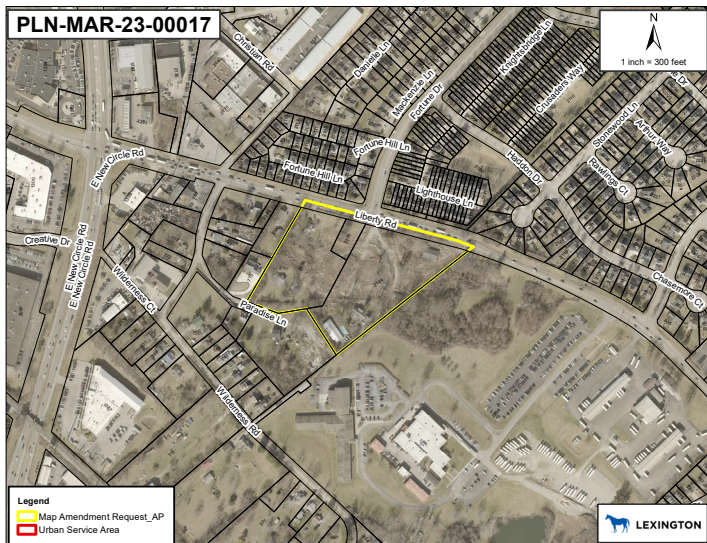 PLN-MAR-23-00017
N
1 inch = 300 feet
Christian Rd
Danielle Ln
Mackenzie Ln
Fortune Dr
Knightsbridge Ln
Crusaders Way
Stonewood Ln
Arthur Way
Rawlings Ct
Hadson Dr
E New Circle Rd
Fortune Hill Ln
Fortune Hill Ln
Lighthouse Ln
Liberty Rd
Creative Dr
E New Circle Rd
E New Circle Rd
Wilderness Ct
Paradise Ln
Chasemore Ct
Wilderness Rd
Legend
Map Amendment Request_AP
Urban Service Area
LEXINGTON